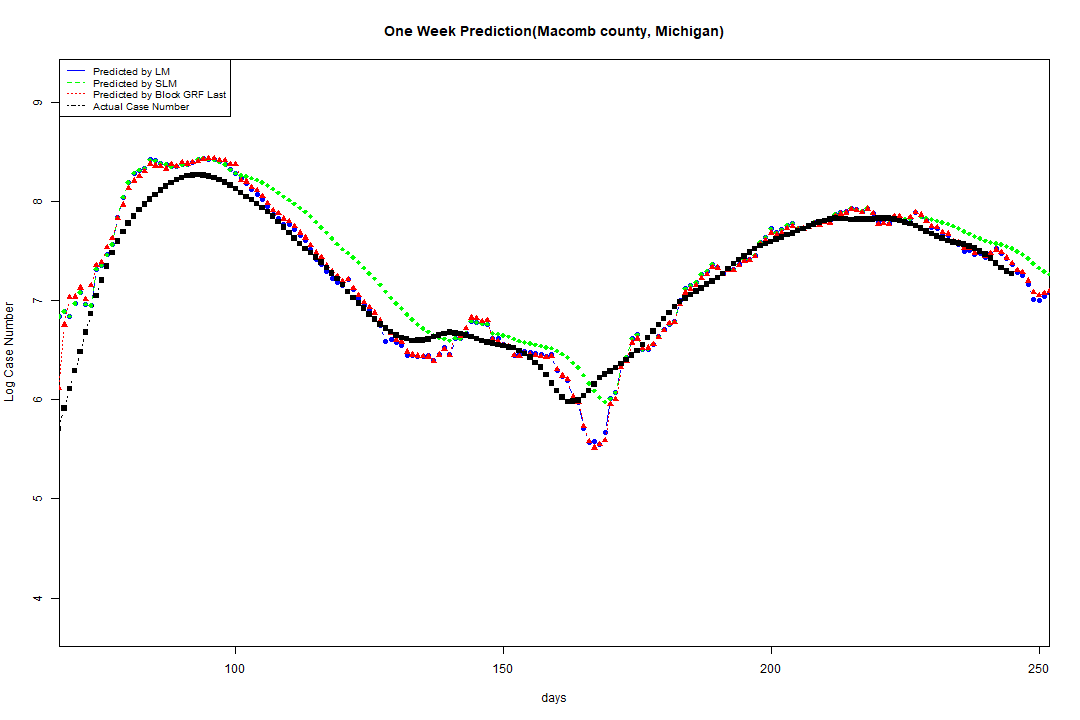 One Week Prediction(Macomb county, Michigan)
Predicted by LM
Predicted by SLM
Predicted by Block GRF Last
Actual Case Number
9
8
7
6
5
4
Log Case Number
100 150 200 250
days